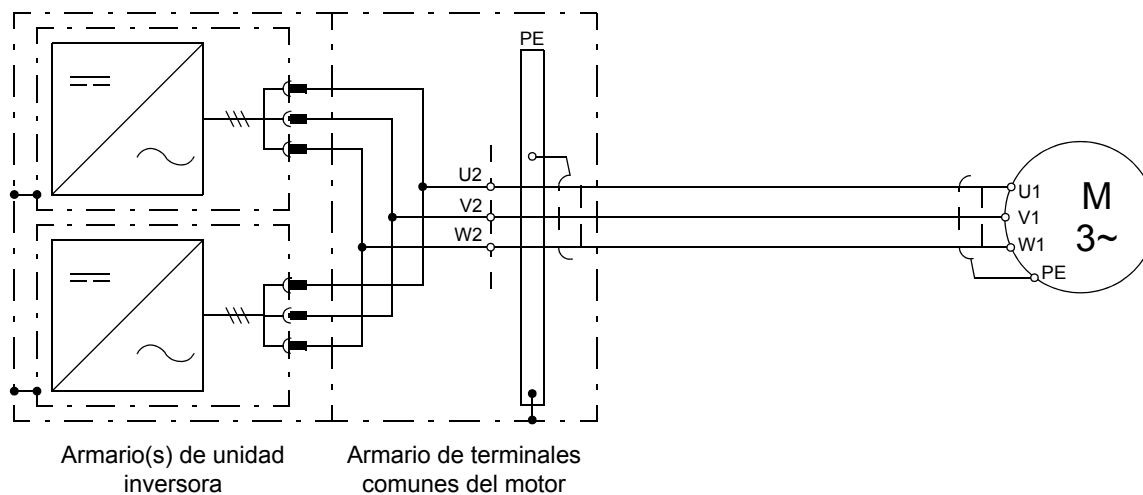 PE
U2
V2
W2
U1
V1
W1
PE
M
3~
Armario(s) de unidad
inversora
Armario de terminales
comunes del motor